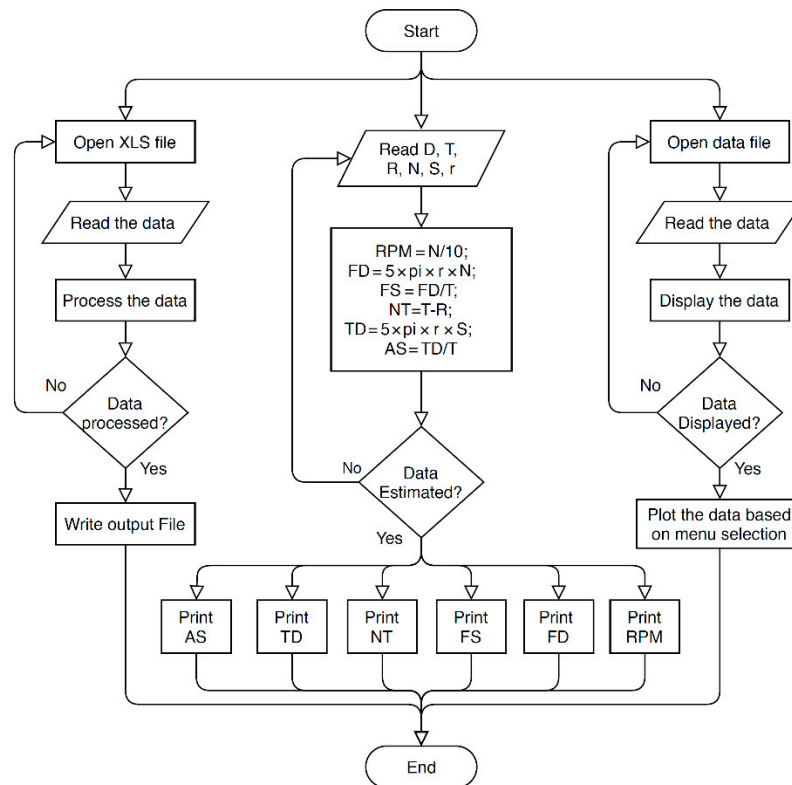 Start
Open XLS file
Read the data
Process the data
No
Data
processed?
Yes
Write output File
Read D, T,
R, N, S, r
RPM = N/10;
FD = 5 × pi × r × N;
FS = FD/T;
NT=T-R;
TD = 5 × pi × r × S;
AS = TD/T
No
Data
Estimated?
Yes
Print
AS
Print
TD
Print
NT
Print
FS
Print
FD
Print
RPM
Open data file
Read the data
Display the data
No
Data
Displayed?
Yes
Plot the data based
on menu selection
End